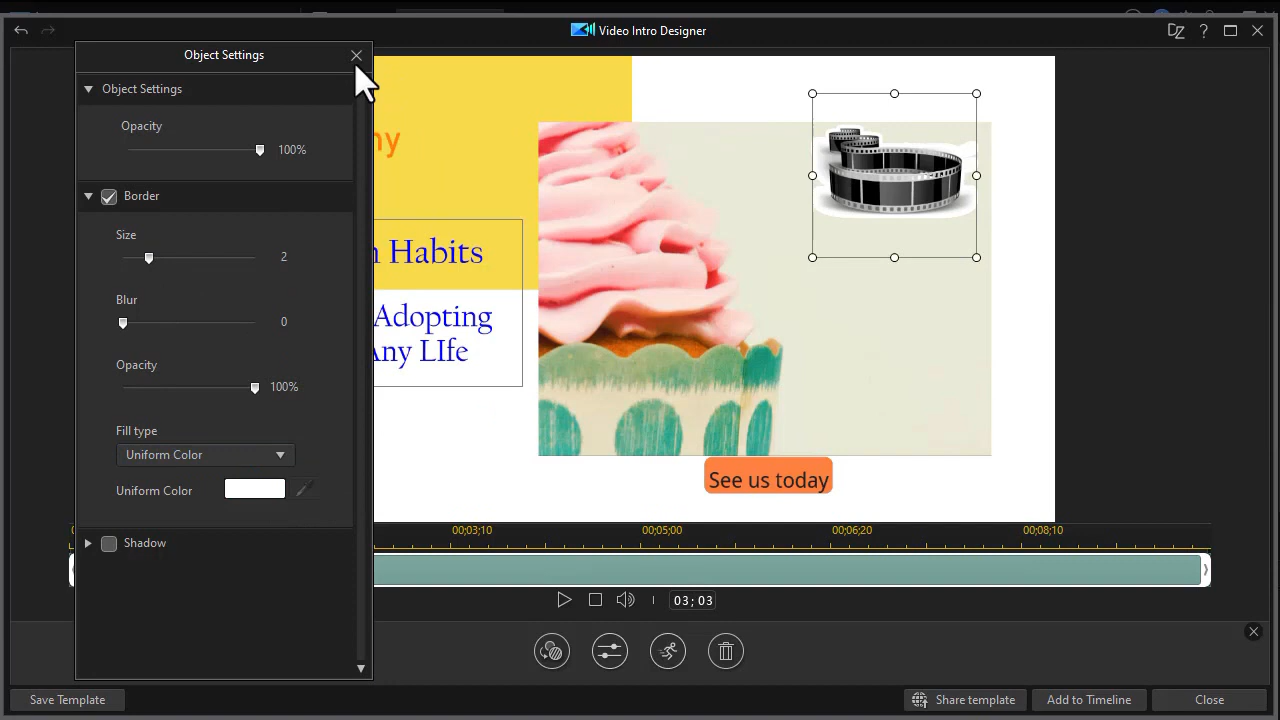 Video Intro Designer
?
Object Settings
Object Settings
Opacity
100%
Border
Size
2
Blur
0
Opacity
100%
Fill type
Uniform Color
Uniform Color
Shadow
Habits
Adopting
Any LIfe
See us today
00;03;10
00;05;00
00;06;20
00;08;10
03; 03
Save Template
Share template
Add to Timeline
Close